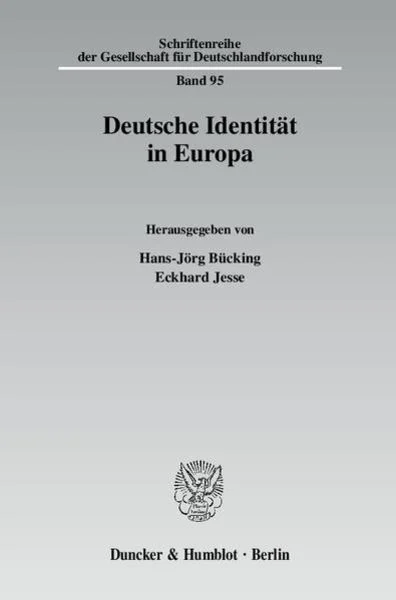 Schriftenreihe
der Gesellschaft für Deutschlandforschung
Band 95
Deutsche Identität
in Europa
Herausgegeben von
Hans-Jörg Bücking
Eckhard Jesse
Duncker & Humblot · Berlin